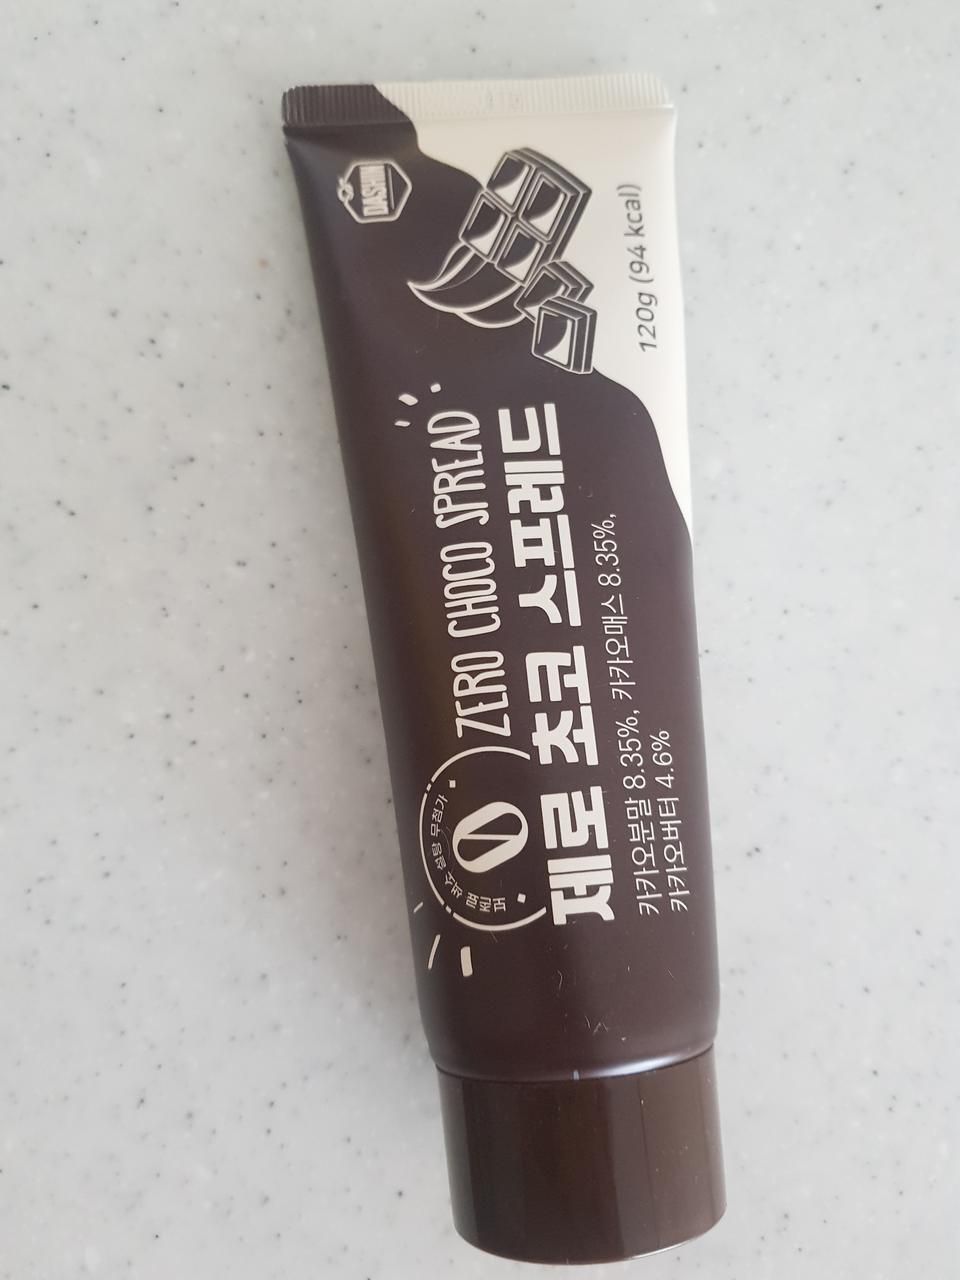 DASHIN
ZERO CHOCO SPREAD
제로 초코 스프레드
0
설탕 무첨가
카카오분말 8.35%, 카카오매스 8.35%,
카카오버터 4.6%
120g (94 kcal)